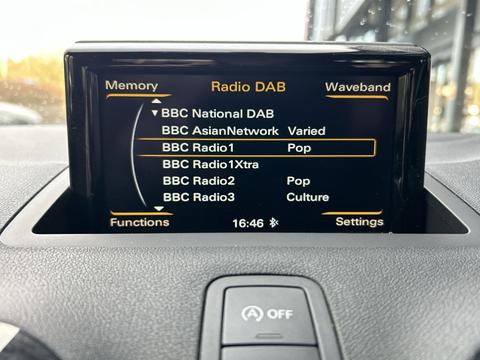 Memory Radio DAB Waveband
BBC National DAB
BBC AsianNetwork Varied
BBC Radio1 Pop
BBC Radio1Xtra
BBC Radio2 Pop
BBC Radio3 Culture
Functions 16:46 Settings
A OFF